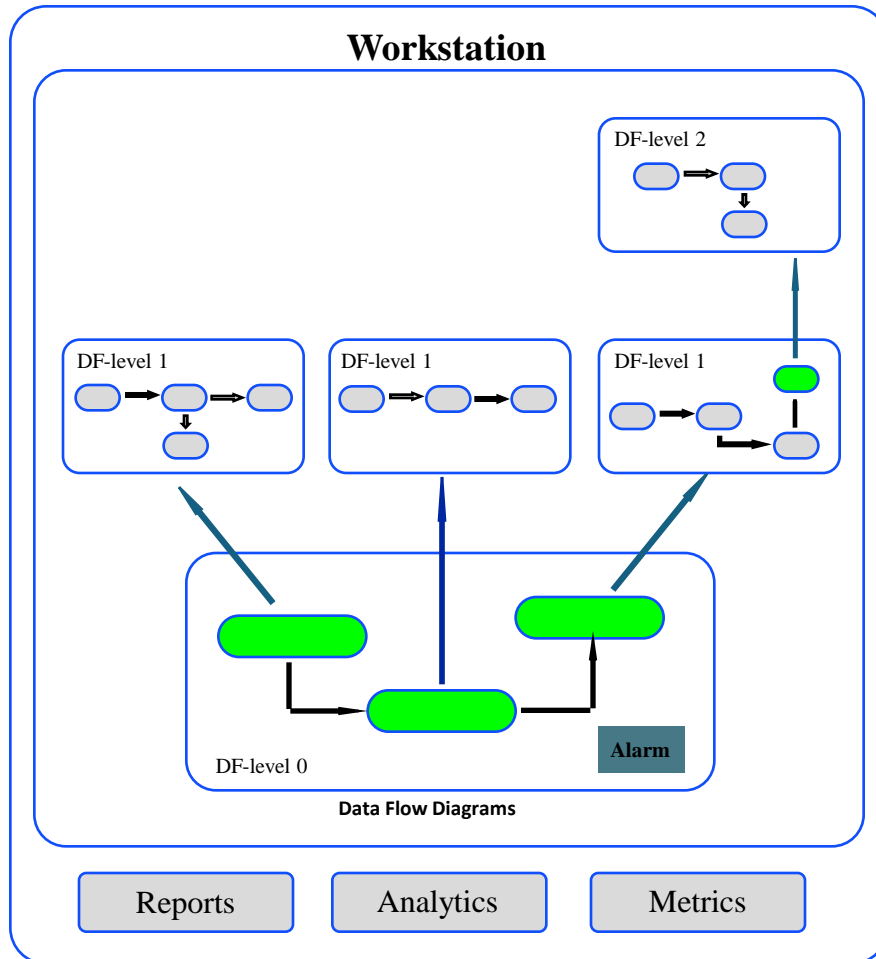 Workstation
DF-level 2
DF-level 1
DF-level 1
DF-level 1
DF-level 0
Alarm
Data Flow Diagrams
Reports
Analytics
Metrics